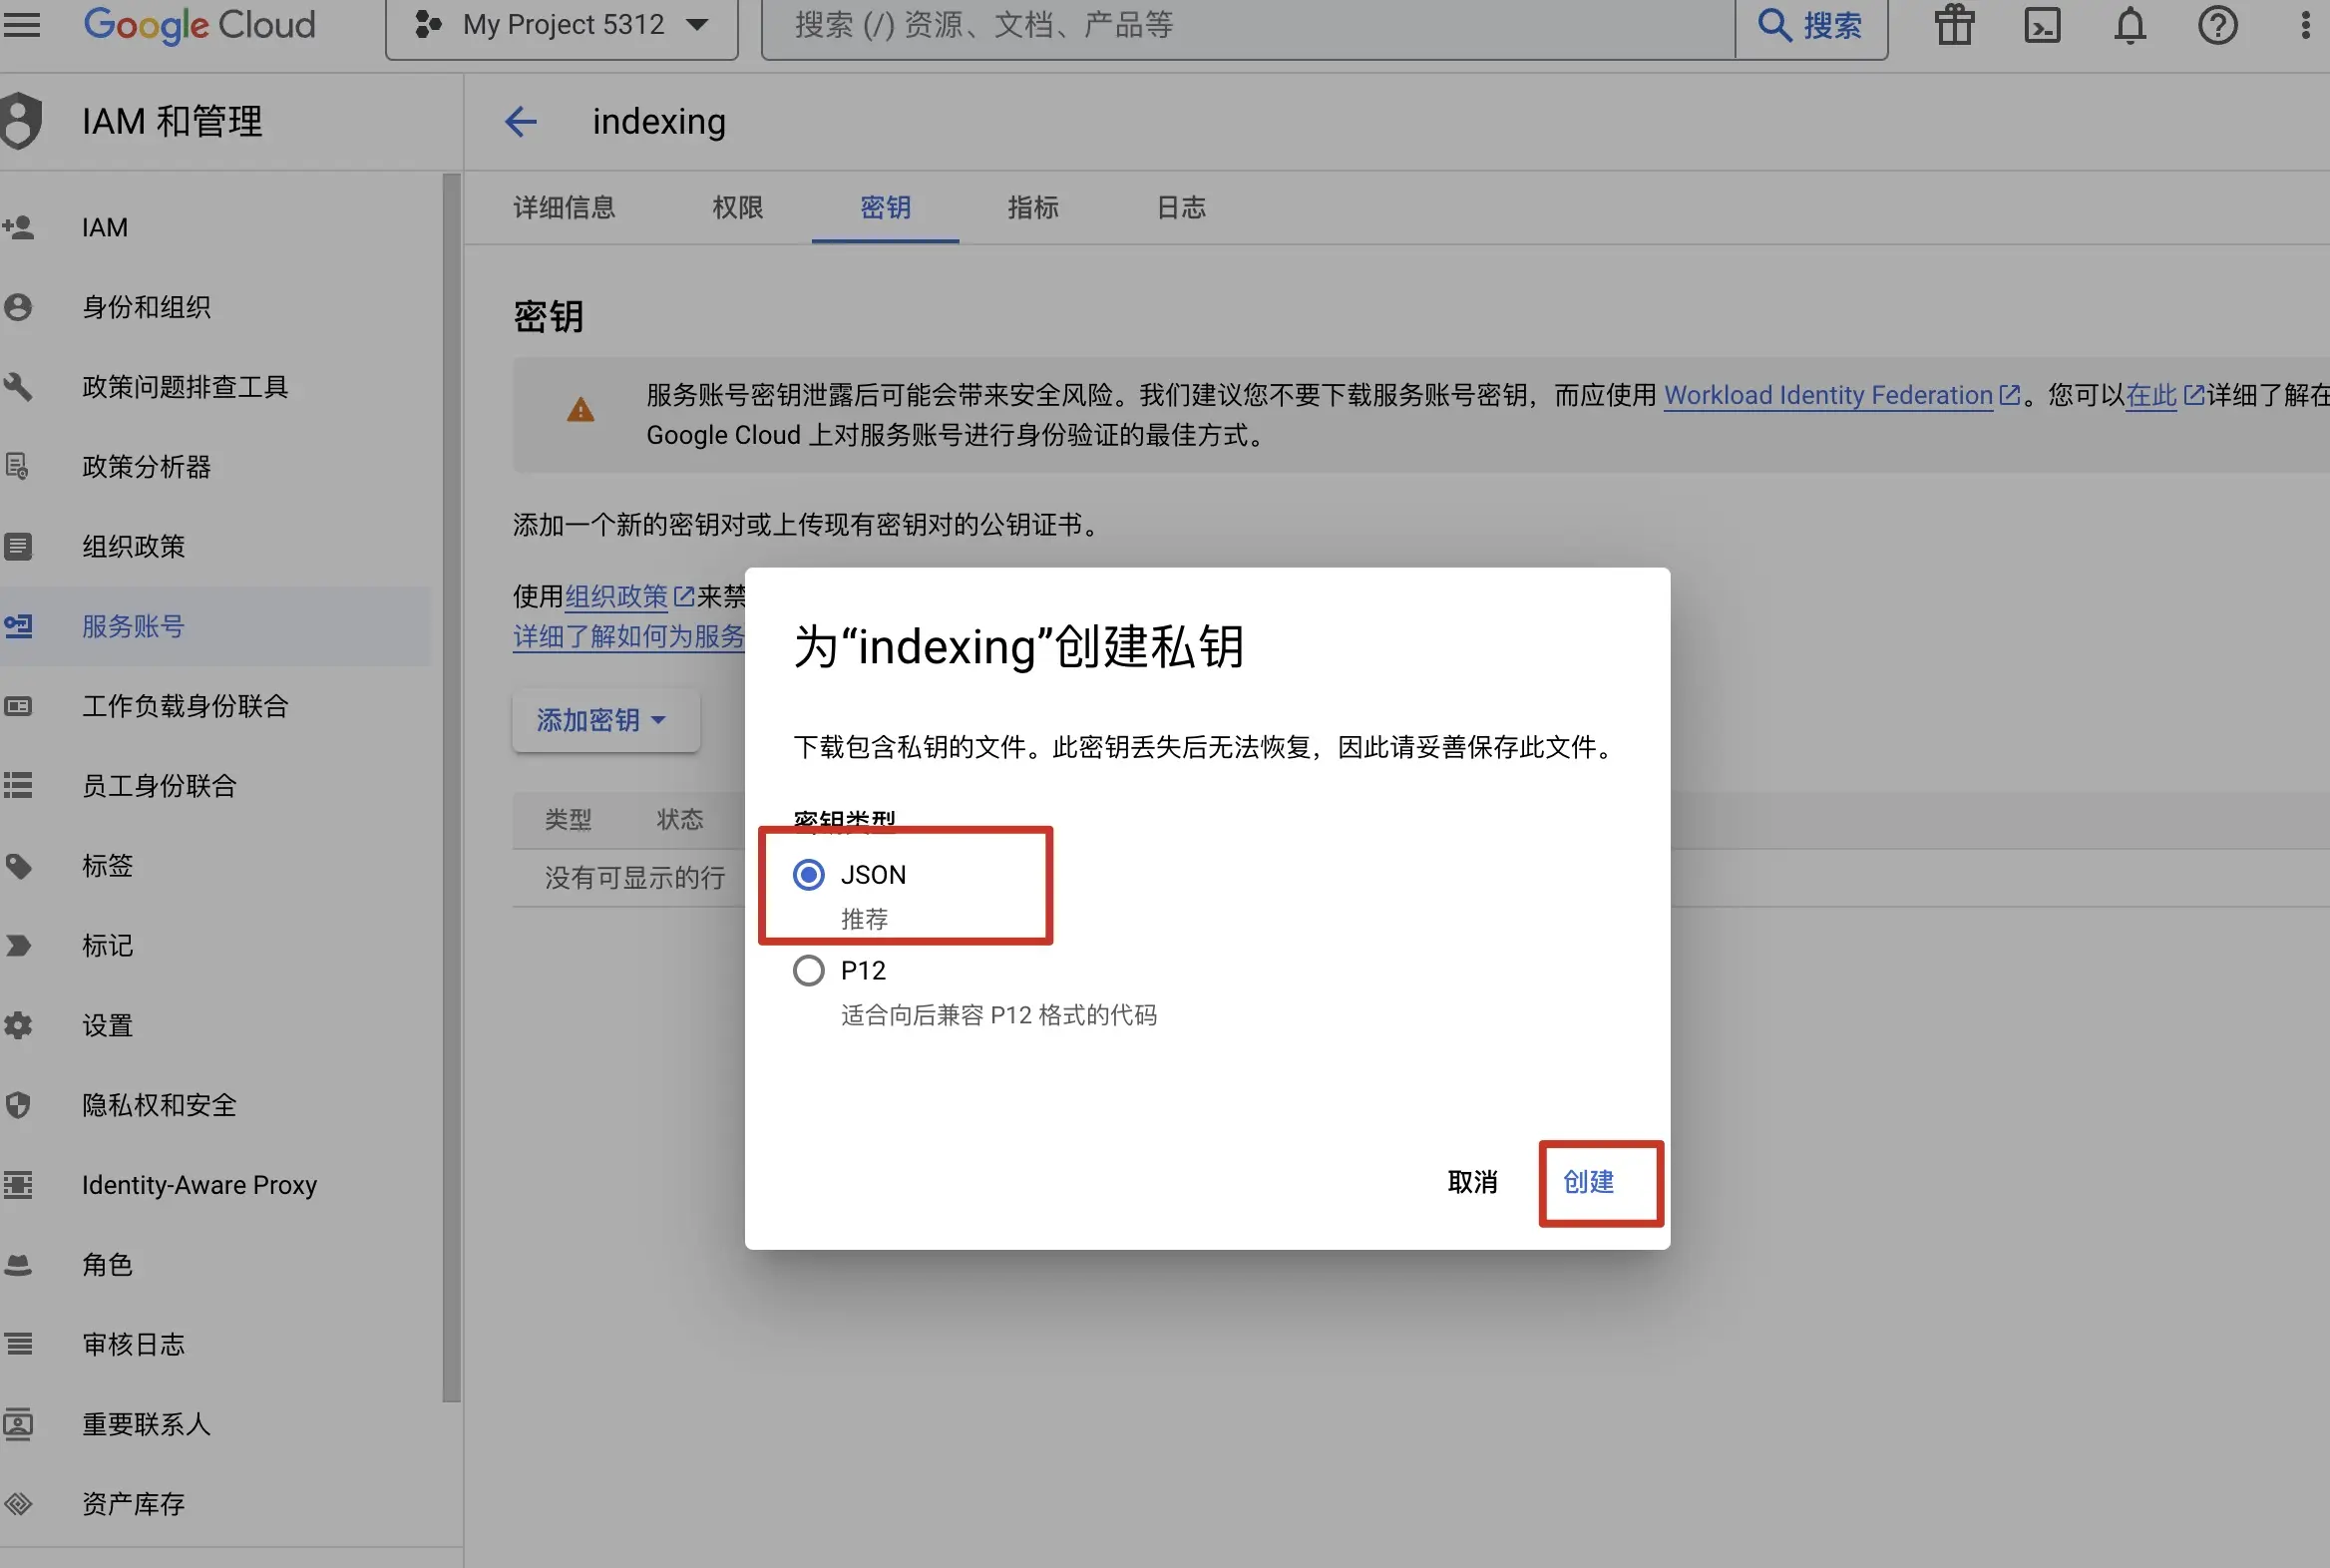 Google Cloud
My Project 5312
搜索 (/) 资源、文档、产品等
搜索
IAM 和管理
indexing
详细信息
权限
密钥
指标
日志
IAM
身份和组织
政策问题排查工具
政策分析器
组织政策
服务账号
工作负载身份联合
员工身份联合
标签
标记
设置
隐私权和安全
Identity-Aware Proxy
角色
审核日志
重要联系人
资产库存
密钥
服务账号密钥泄露后可能会带来安全风险。我们建议您不要下载服务账号密钥，而应使用 Workload Identity Federation。您可以在此详细了解在
Google Cloud 上对服务账号进行身份验证的最佳方式。
添加一个新的密钥对或上传现有密钥对的公钥证书。
使用组织政策来禁
详细了解如何为服务
添加密钥
类型
状态
没有可显示的行
为“indexing”创建私钥
下载包含私钥的文件。此密钥丢失后无法恢复，因此请妥善保存此文件。
密钥类型
JSON
推荐
P12
适合向后兼容 P12 格式的代码
取消
创建